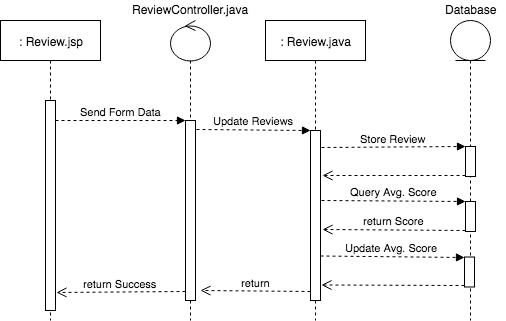 ReviewController.java
Database
: Review.jsp
: Review.java
Send Form Data
Update Reviews
Store Review
Query Avg. Score
return Score
Update Avg. Score
return Success
return